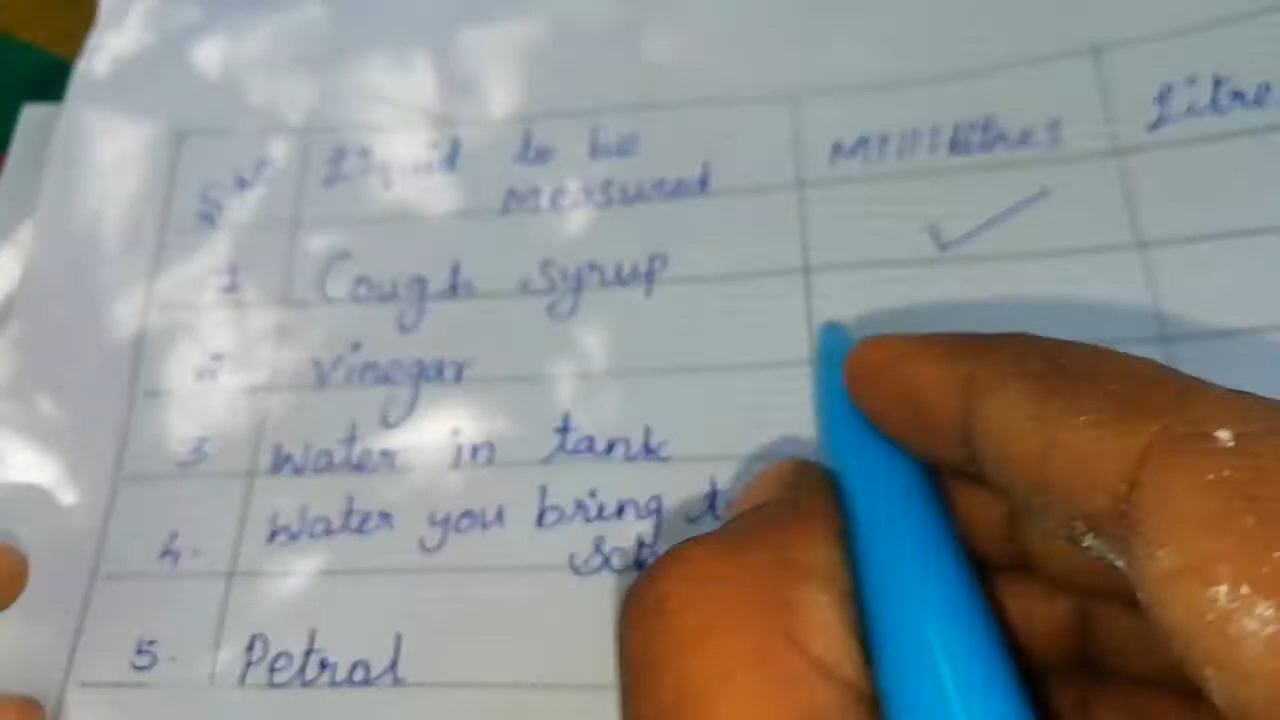 Liquid to be Millilitres Litre
Measured
1 Cough Syrup ✓
2 Vinegar
3 Water in tank
Water you bring
4.
5. Petrol